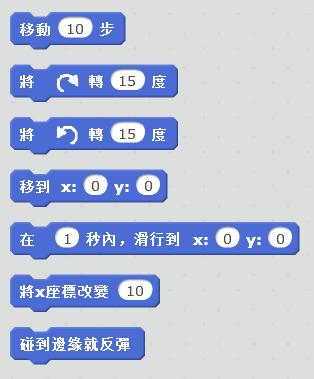 移動 10 步
將 轉 15 度
將 轉 15 度
移到 x: 0 y: 0
在 1 秒內，滑行到 x: 0 y: 0
將x座標改變 10
碰到邊緣就反彈